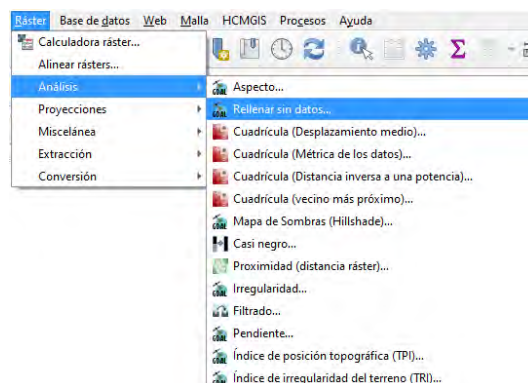 Ráster Base de datos Web Malla HCMGIS Procesos Ayuda
Calculadora ráster...
Alinear rásters...
Análisis
Proyecciones
Miscelánea
Extracción
Conversión
Aspecto...
Rellenar sin datos...
Cuadrícula (Desplazamiento medio)...
Cuadrícula (Métrica de los datos)...
Cuadrícula (Distancia inversa a una potencia)...
Cuadrícula (vecino más próximo)...
Mapa de Sombras (Hillshade)...
Casi negro...
Proximidad (distancia ráster)...
Irregularidad...
Filtrado...
Pendiente...
Índice de posición topográfica (TPI)...
Índice de irregularidad del terreno (TRI)...